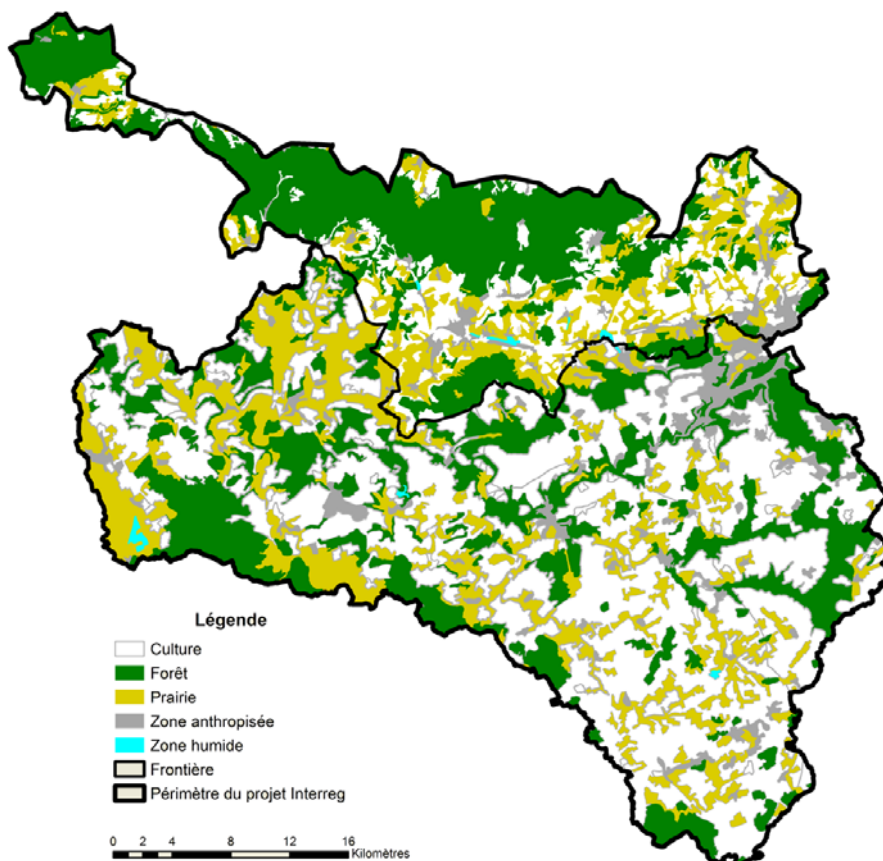 Légende
Culture
Forêt
Prairie
Zone anthropisée
Zone humide
Frontière
Périmètre du projet Interreg
0 2 4 8 12 16
Kilomètres